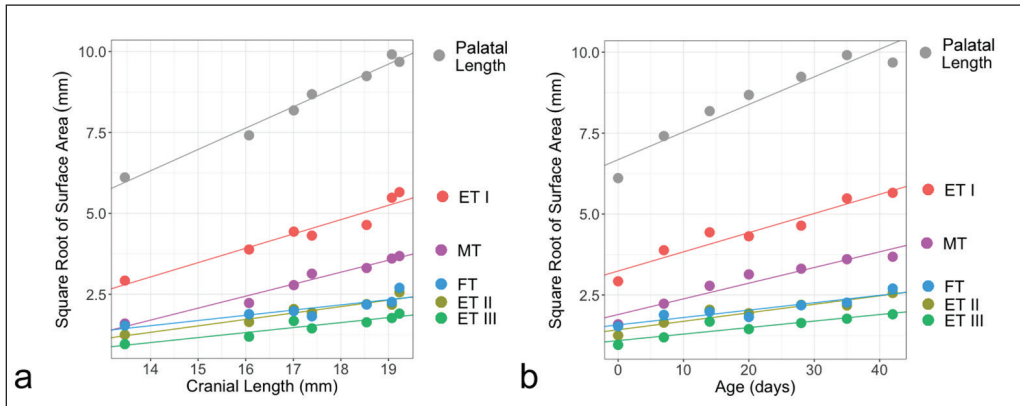 10.0
7.5
5.0
2.5
Square Root of Surface Area (mm)
14 15 16 17 18 19
Cranial Length (mm)
Palatal
Length
ET I
MT
FT
ET II
ET III
a
10.0
7.5
5.0
2.5
Square Root of Surface Area (mm)
0 10 20 30 40
Age (days)
Palatal
Length
ET I
MT
FT
ET II
ET III
b